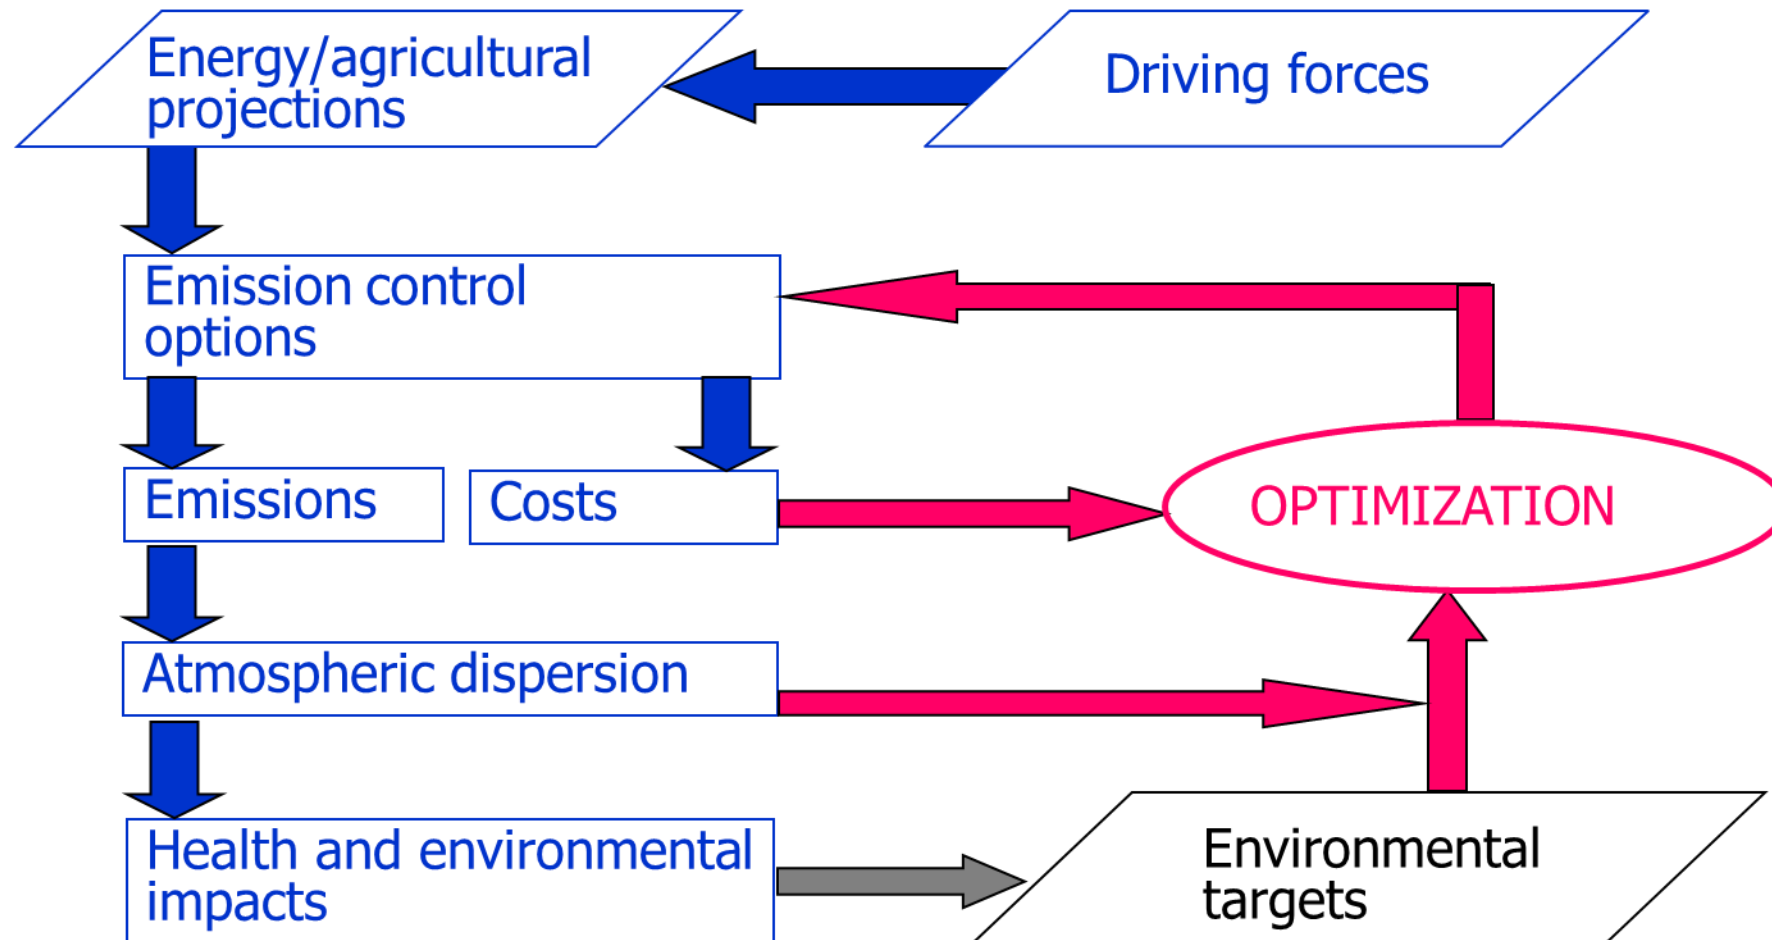 Energy/agricultural
projections
Driving forces
Emission control
options
Emissions
Costs
OPTIMIZATION
Atmospheric dispersion
Health and environmental
impacts
Environmental
targets